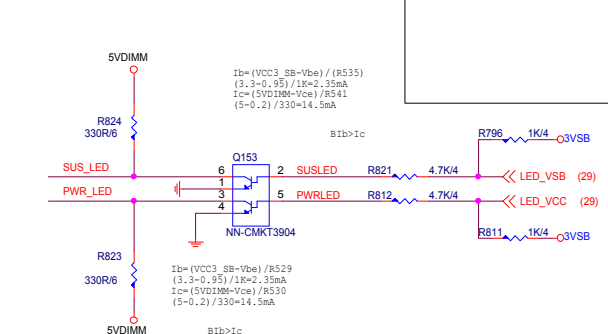 5VDIMM
Ib=(VCC3_SB-Vbe)/(R535)
(3.3-0.95)/1K=2.35mA
Ic=(5VDIMM-Vce)/R541
(5-0.2)/330=14.5mA
BIb>Ic
R824
330R/6
R796 1K/4 3VSB
Q153
SUS_LED 6 2 SUSLED R821 4.7K/4 LED_VSB (29)
1
PWR_LED 3 5 PWRLED R812 4.7K/4 LED_VCC (29)
4
NN-CMKT3904
R811 1K/4 3VSB
R823
330R/6
Ib=(VCC3_SB-Vbe)/R529
(3.3-0.95)/1K=2.35mA
Ic=(5VDIMM-Vce)/R530
(5-0.2)/330=14.5mA
5VDIMM
BIb>Ic